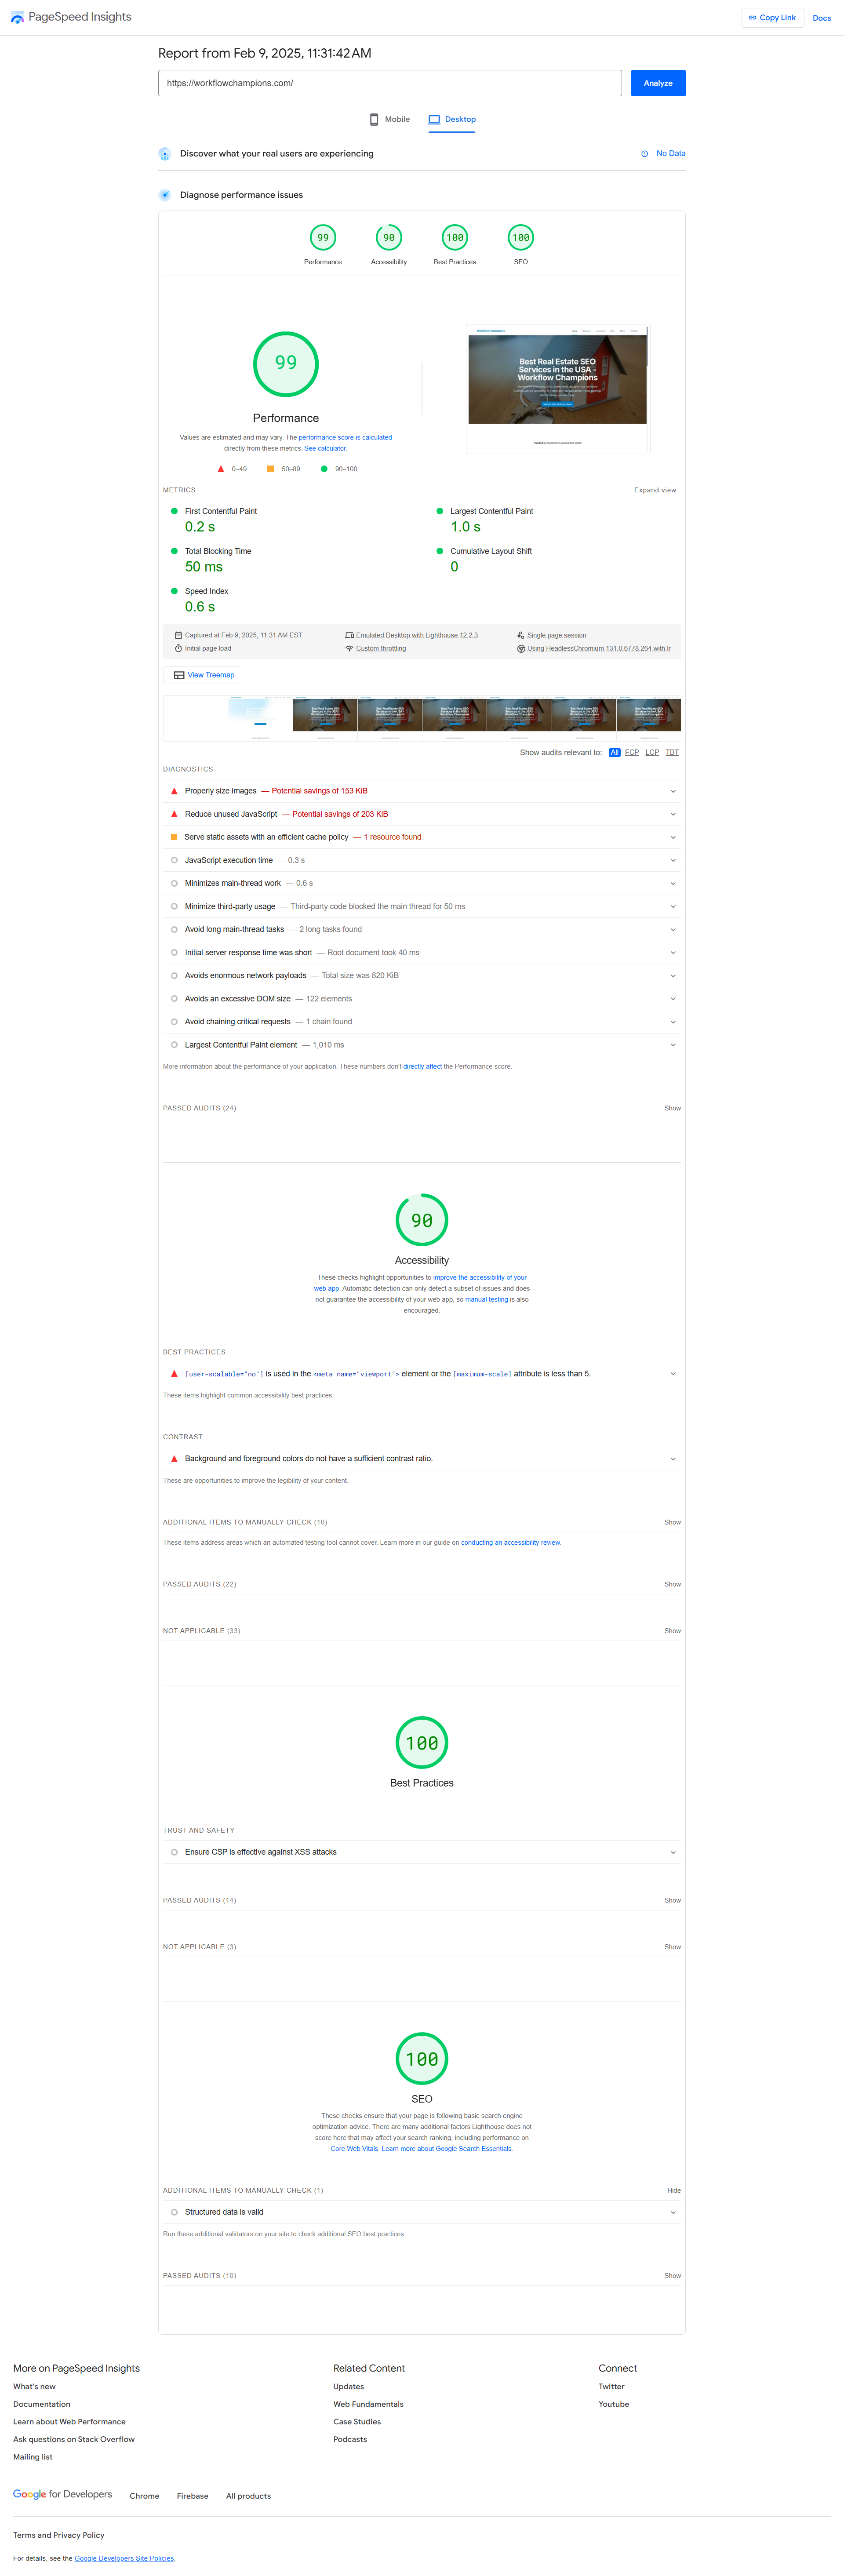 PageSpeed Insights
Copy Link
Docs
Report from Feb 9, 2025, 11:31:42 AM
https://workflowchampions.com/
Analyze
Mobile
Desktop
Discover what your real users are experiencing
No Data
Diagnose performance issues
99
90
100
100
Performance
Accessibility
Best Practices
SEO
99
Performance
Values are estimated and may vary. The performance score is calculated
directly from these metrics. See calculator.
0–49
50–89
90–100
Workflow Champions
Best Real Estate SEO
Services in the USA -
Workflow Champions
METRICS
Expand view
First Contentful Paint
0.2 s
Largest Contentful Paint
1.0 s
Total Blocking Time
50 ms
Cumulative Layout Shift
0
Speed Index
0.6 s
Captured at Feb 9, 2025, 11:31 AM EST
Emulated Desktop with Lighthouse 12.2.3
Single page session
Initial page load
Custom throttling
Using HeadlessChromium 131.0.6778.264 with lr
View Treemap
Show audits relevant to:
All
FCP
LCP
TBT
DIAGNOSTICS
Properly size images — Potential savings of 153 KiB
Reduce unused JavaScript — Potential savings of 203 KiB
Serve static assets with an efficient cache policy — 1 resource found
JavaScript execution time — 0.3 s
Minimizes main-thread work — 0.6 s
Minimize third-party usage — Third-party code blocked the main thread for 50 ms
Avoid long main-thread tasks — 2 long tasks found
Initial server response time was short — Root document took 40 ms
Avoids enormous network payloads — Total size was 820 KiB
Avoids an excessive DOM size — 122 elements
Avoid chaining critical requests — 1 chain found
Largest Contentful Paint element — 1,010 ms
More information about the performance of your application. These numbers don't directly affect the Performance score.
PASSED AUDITS (24)
Show
90
Accessibility
These checks highlight opportunities to improve the accessibility of your
web app. Automatic detection can only detect a subset of issues and does
not guarantee the accessibility of your web app, so manual testing is also
encouraged.
BEST PRACTICES
[user-scalable="no"] is used in the <meta name="viewport"> element or the [maximum-scale] attribute is less than 5.
These items highlight common accessibility best practices.
CONTRAST
Background and foreground colors do not have a sufficient contrast ratio.
These are opportunities to improve the legibility of your content.
ADDITIONAL ITEMS TO MANUALLY CHECK (10)
Show
These items address areas which an automated testing tool cannot cover. Learn more in our guide on conducting an accessibility review.
PASSED AUDITS (22)
Show
NOT APPLICABLE (33)
Show
100
Best Practices
TRUST AND SAFETY
Ensure CSP is effective against XSS attacks
PASSED AUDITS (14)
Show
NOT APPLICABLE (3)
Show
100
SEO
These checks ensure that your page is following basic search engine
optimization advice. There are many additional factors Lighthouse does not
score here that may affect your search ranking, including performance on
Core Web Vitals. Learn more about Google Search Essentials.
ADDITIONAL ITEMS TO MANUALLY CHECK (1)
Hide
Structured data is valid
Run these additional validators on your site to check additional SEO best practices.
PASSED AUDITS (10)
Show
More on PageSpeed Insights
What's new
Documentation
Learn about Web Performance
Ask questions on Stack Overflow
Mailing list
Related Content
Updates
Web Fundamentals
Case Studies
Podcasts
Connect
Twitter
Youtube
Google for Developers
Chrome
Firebase
All products
Terms and Privacy Policy
For details, see the Google Developers Site Policies.